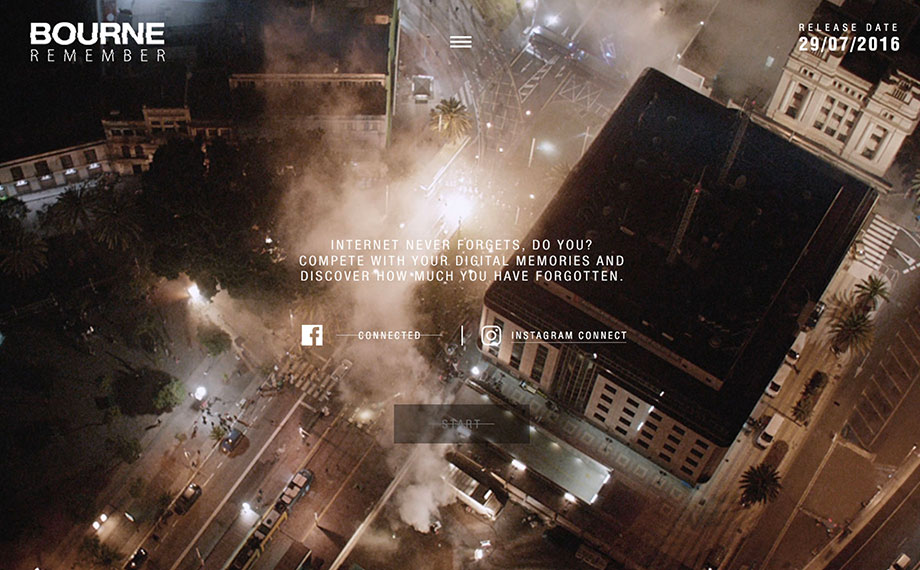 BOURNE
REMEMBER
RELEASE DATE
29/07/2016
INTERNET NEVER FORGETS, DO YOU?
COMPETE WITH YOUR DIGITAL MEMORIES AND
DISCOVER HOW MUCH YOU HAVE FORGOTTEN.
CONNECTED
INSTAGRAM CONNECT
START